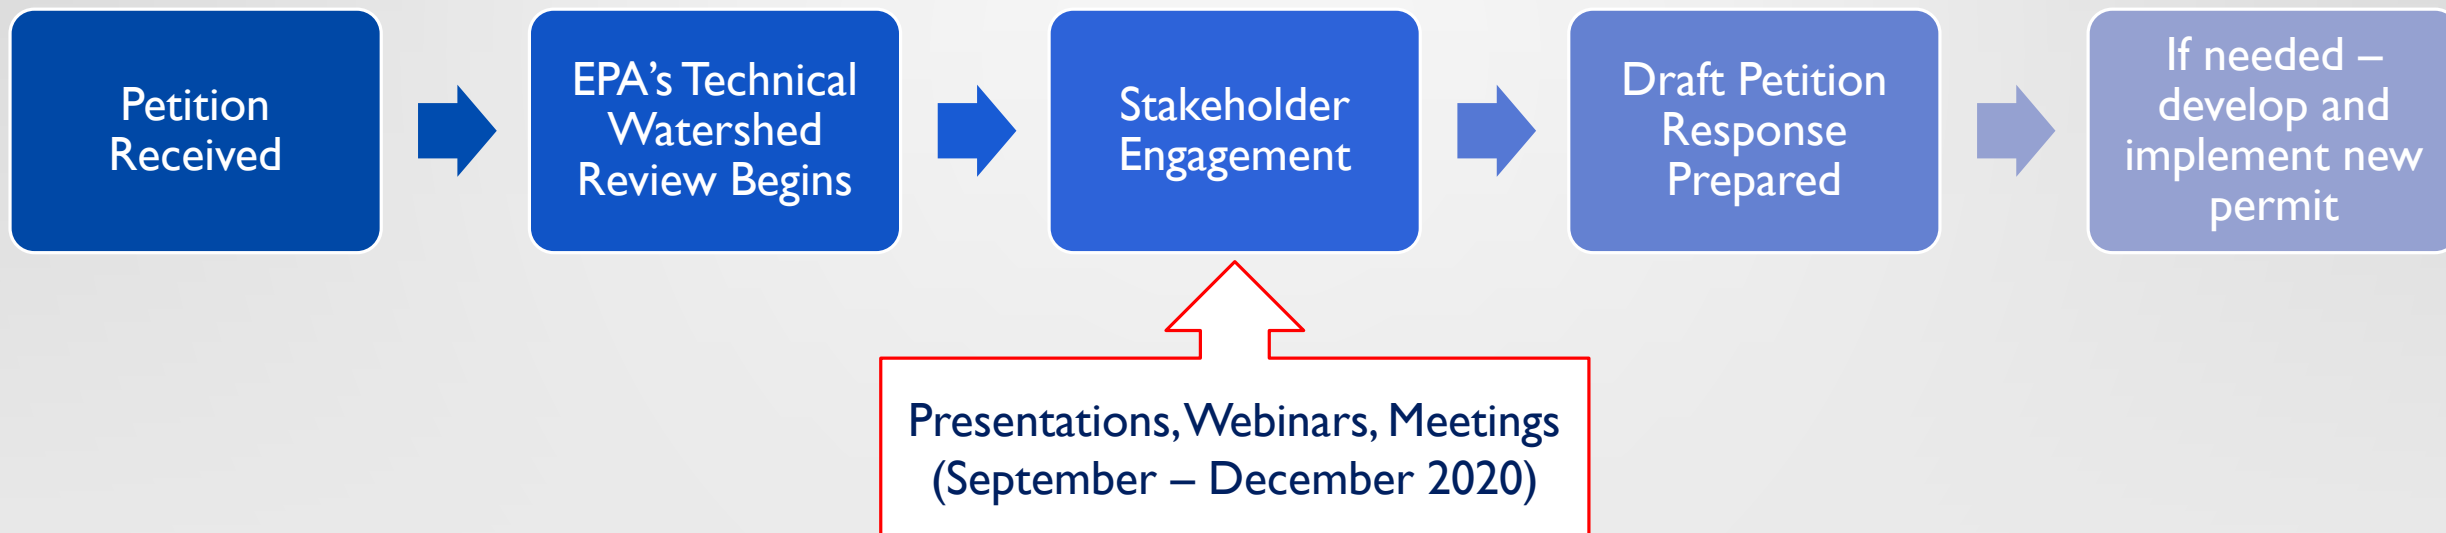 Petition
Received
EPA's Technical
Watershed
Review Begins
Stakeholder
Engagement
Draft Petition
Response
Prepared
If needed –
develop and
implement new
permit
Presentations, Webinars, Meetings
(September – December 2020)